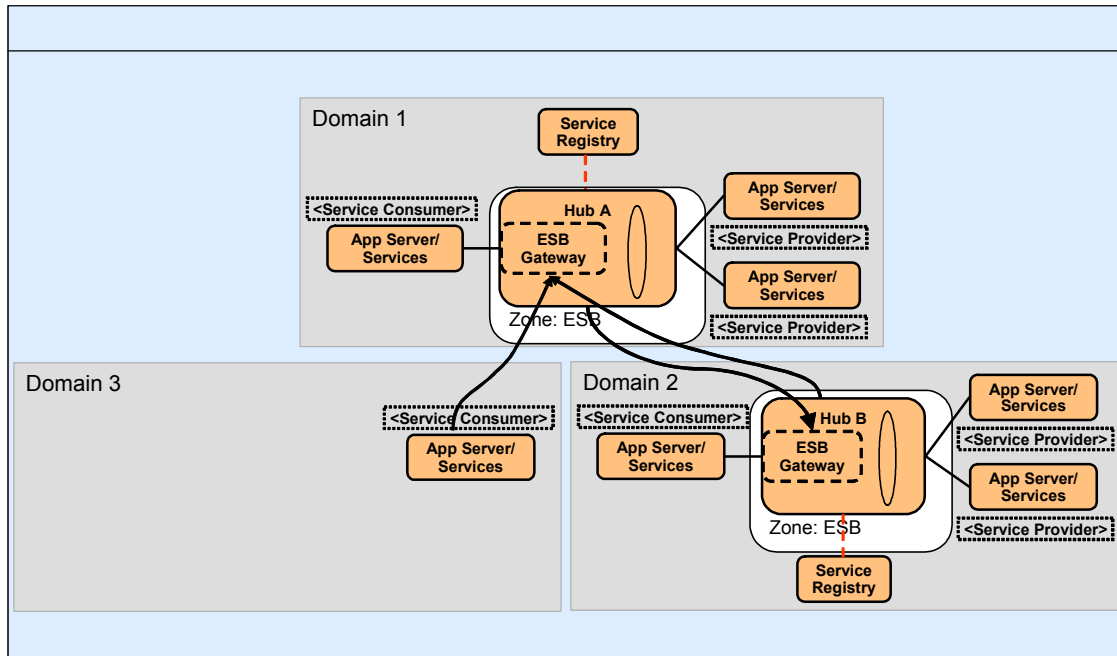 Domain 1
Service
Registry
<Service Consumer>
App Server/
Services
Hub A
ESB
Gateway
Zone: ESB
App Server/
Services
<Service Provider>
App Server/
Services
<Service Provider>
Domain 3
<Service Consumer>
App Server/
Services
Domain 2
<Service Consumer>
App Server/
Services
Hub B
ESB
Gateway
Zone: ESB
App Server/
Services
<Service Provider>
App Server/
Services
<Service Provider>
Service
Registry